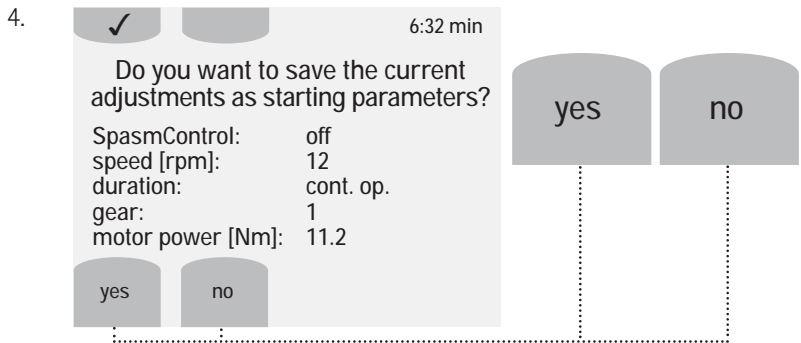 4.
✓
6:32 min
Do you want to save the current
adjustments as starting parameters?
SpasmControl: off
speed [rpm]: 12
duration: cont. op.
gear: 1
motor power [Nm]: 11.2
yes no
yes no